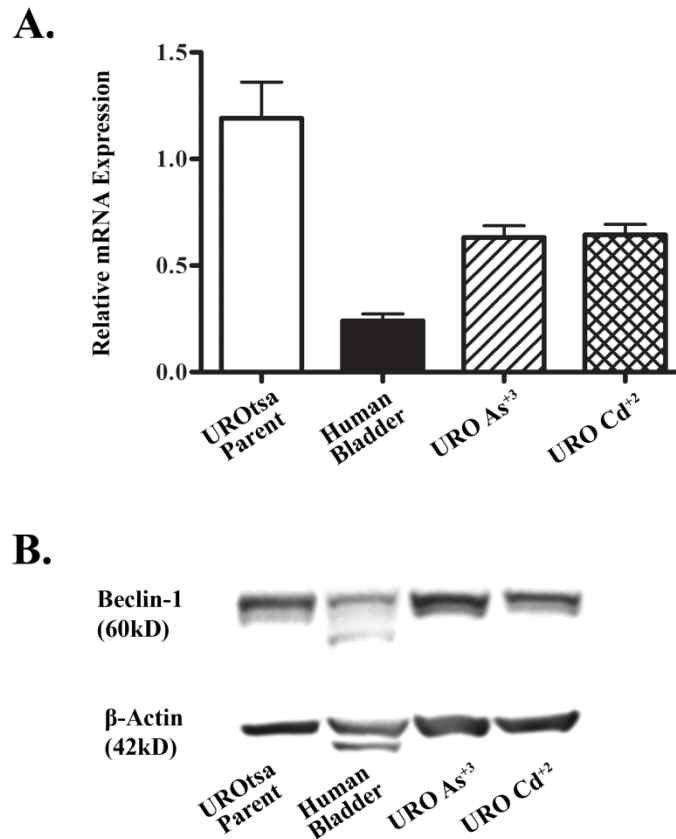 A.
Relative mRNA Expression
1.5
1.0
0.5
0.0
UROtsa
Parent
Human
Bladder
URO As⁺³
URO Cd⁺²
B.
Beclin-1
(60kD)
β-Actin
(42kD)
UROtsa
Parent
Human
Bladder
URO As⁺³
URO Cd⁺²